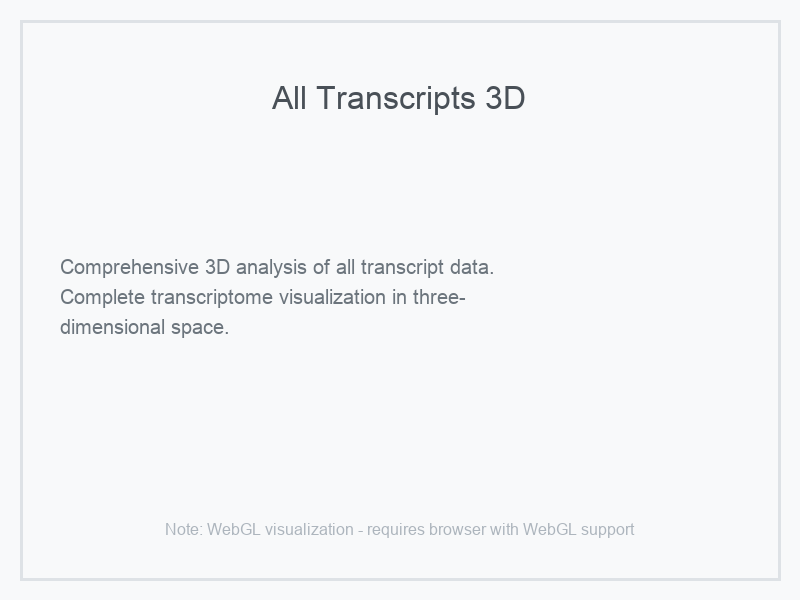 All Transcripts 3D
Comprehensive 3D analysis of all transcript data.
Complete transcriptome visualization in three-
dimensional space.
Note: WebGL visualization - requires browser with WebGL support